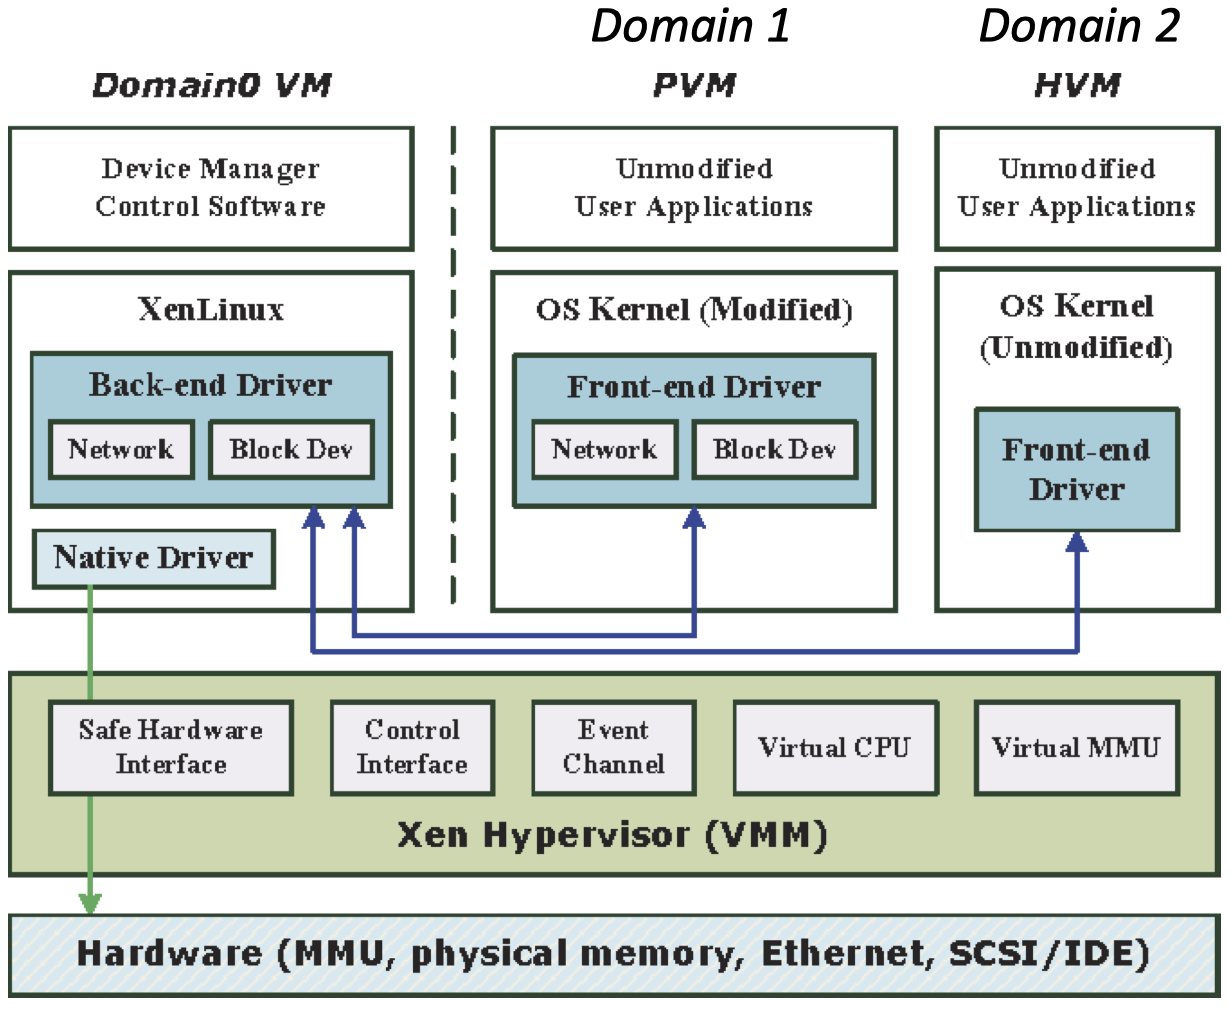 Domain 1
Domain 2
Domain0 VM
PVM
HVM
Device Manager
Control Software
Unmodified
User Applications
Unmodified
User Applications
XenLinux
Back-end Driver
Network
Block Dev
Native Driver
OS Kernel (Modified)
Front-end Driver
Network
Block Dev
OS Kernel
(Unmodified)
Front-end
Driver
Safe Hardware
Interface
Control
Interface
Event
Channel
Virtual CPU
Virtual MMU
Xen Hypervisor (VMM)
Hardware (MMU, physical memory, Ethernet, SCSI/IDE)